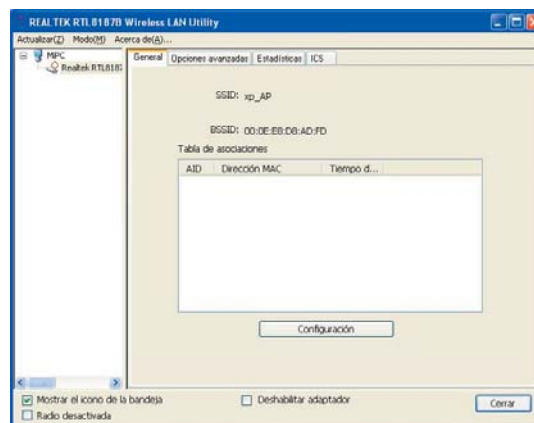 REALTEK RTL8187B Wireless LAN Utility
Actualizar(Z) Modo(M) Acerca de(A)...
MPC
Realtek RTL818
General Opciones avanzadas Estadísticas ICS
SSID: xp_AP
BSSID: 00:0E:E8:D8:AD:FD
Tabla de asociaciones
AID Dirección MAC Tiempo d...
Configuración
Mostrar el icono de la bandeja
Deshabilitar adaptador
Radio desactivada
Cerrar